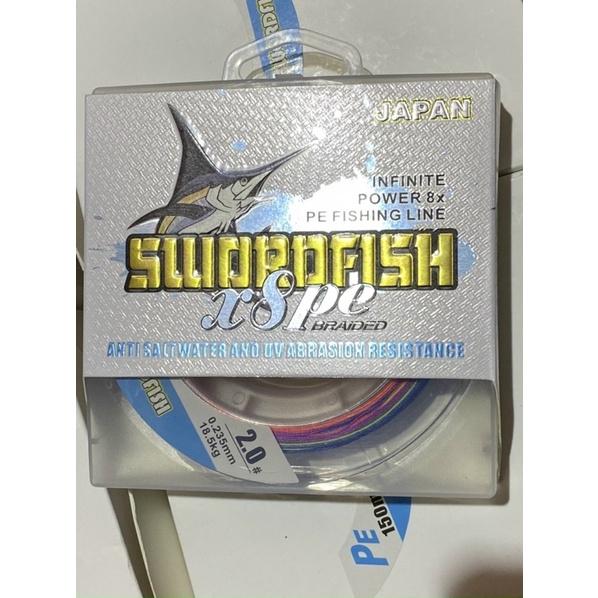 JAPAN
INFINITE
POWER 8x
PE FISHING LINE
SWORDFISH
x8pe
BRAIDED
ANTI SALTWATER AND UV ABRASION RESISTANCE
2.0#
0.235mm
18.5kg
PE
150m